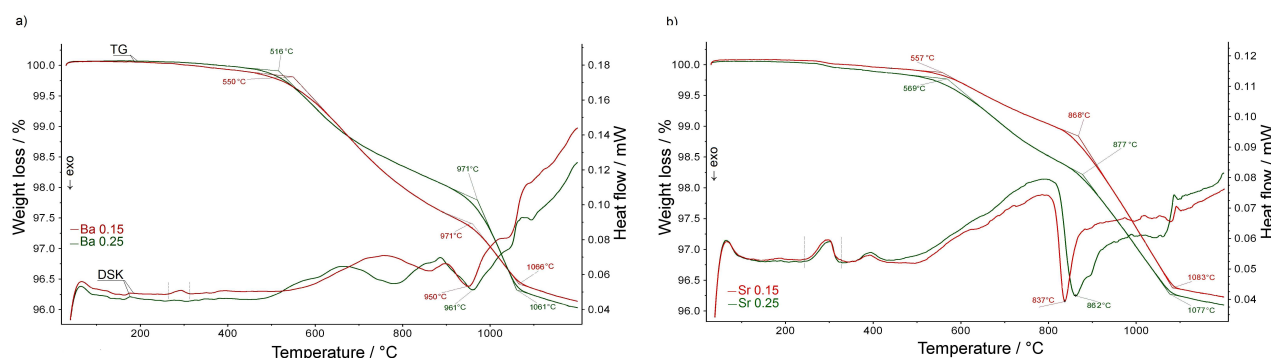 a)
TG
516 °C
550 °C
971 °C
971 °C
Ba 0.15
Ba 0.25
DSK
950 °C
961 °C
1066 °C
1061 °C
↓ exo
Weight loss / %
100.0
99.5
99.0
98.5
98.0
97.5
97.0
96.5
96.0
Heat flow / mW
0.18
0.16
0.14
0.12
0.10
0.08
0.06
0.04
200
400
600
800
1000
Temperature / °C
b)
557 °C
569 °C
868 °C
877 °C
Sr 0.15
Sr 0.25
837 °C
862 °C
1083 °C
1077 °C
↓ exo
Weight loss / %
100.0
99.5
99.0
98.5
98.0
97.5
97.0
96.5
96.0
Heat flow / mW
0.12
0.11
0.10
0.09
0.08
0.07
0.06
0.05
0.04
200
400
600
800
1000
Temperature / °C